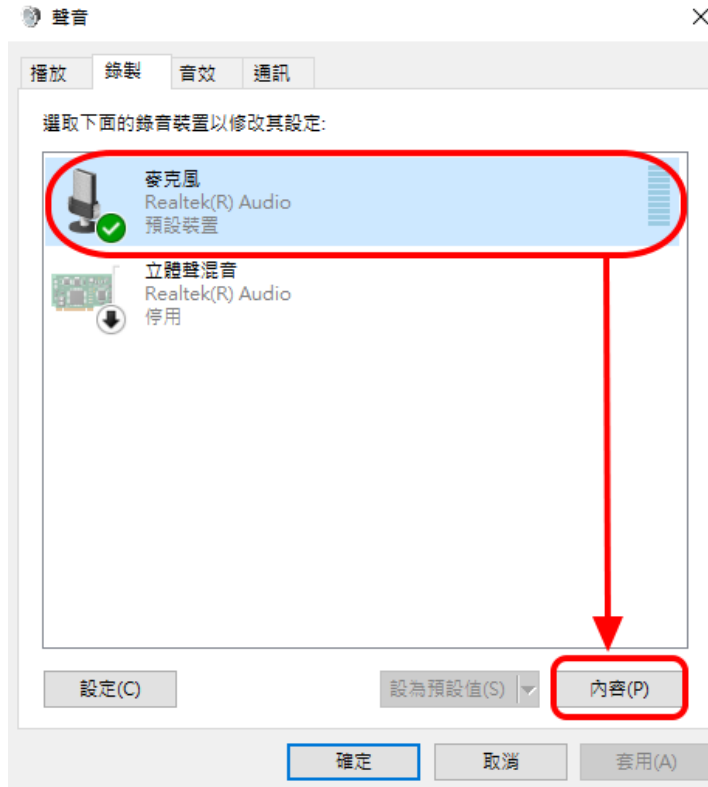 聲音
播放 錄製 音效 通訊
選取下面的錄音裝置以修改其設定:
麥克風
Realtek(R) Audio
預設裝置
立體聲混音
Realtek(R) Audio
停用
設定(C) 設為預設值(S) 內容(P)
確定 取消 套用(A)